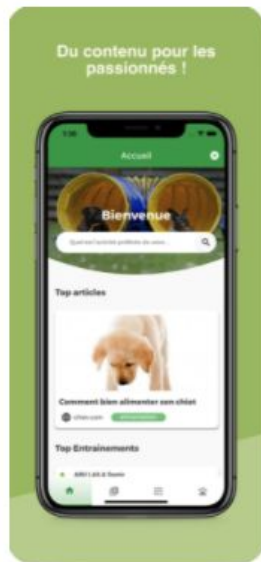 Du contenu pour les
passionnés !
Accueil
Bienvenue
Top articles
Comment bien alimenter son chiot
Top Entrainements